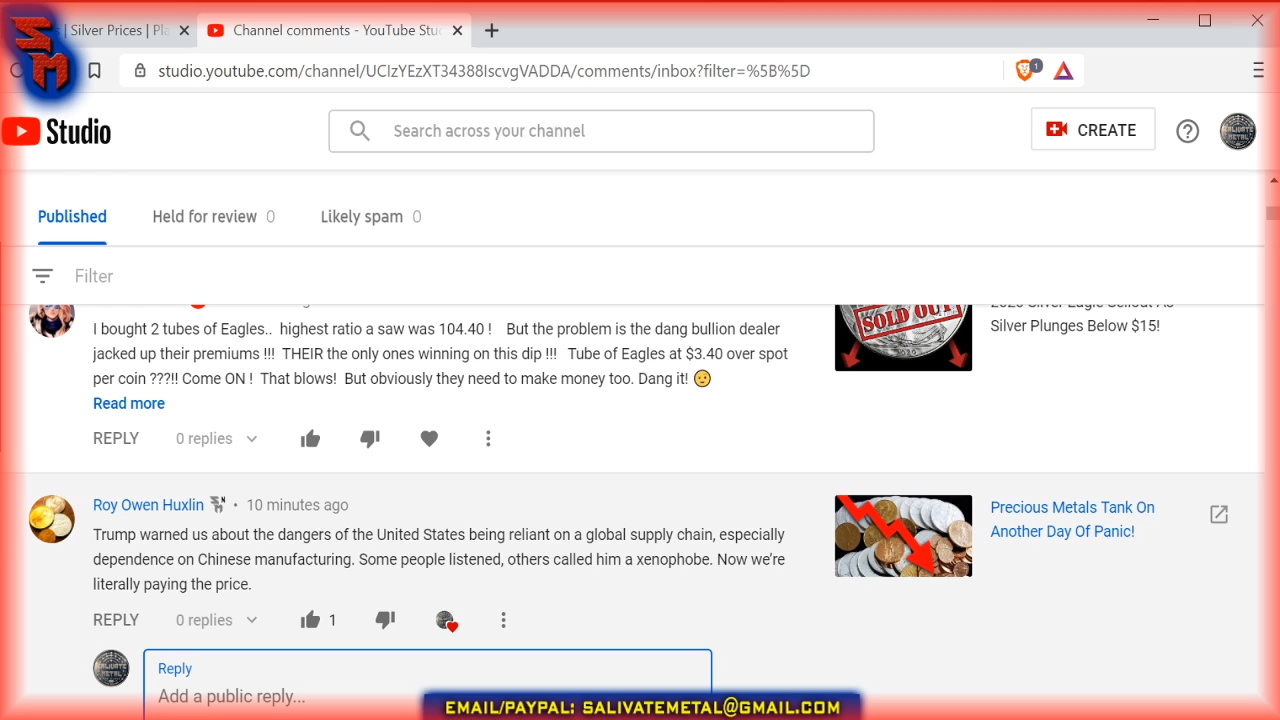 SM
| Silver Prices | Pla
Channel comments - YouTube Stud
studio.youtube.com/channel/UCIzYEzXT34388IscvgVADDA/comments/inbox?filter=%5B%5D
1
Studio
Search across your channel
CREATE
Published
Held for review 0
Likely spam 0
Filter
I bought 2 tubes of Eagles.. highest ratio a saw was 104.40 ! But the problem is the dang bullion dealer
jacked up their premiums !!! THEIR the only ones winning on this dip !!! Tube of Eagles at $3.40 over spot
per coin ???!! Come ON ! That blows! But obviously they need to make money too. Dang it! 😳
Read more
REPLY
0 replies
SOLD OUT
2020 Silver Eagle Sellout As
Silver Plunges Below $15!
Roy Owen Huxlin • 10 minutes ago
Trump warned us about the dangers of the United States being reliant on a global supply chain, especially
dependence on Chinese manufacturing. Some people listened, others called him a xenophobe. Now we’re
literally paying the price.
REPLY
0 replies
1
Precious Metals Tank On
Another Day Of Panic!
SALIVATE
METAL
Reply
Add a public reply...
EMAIL/PAYPAL: SALIVATEMETAL@GMAIL.COM